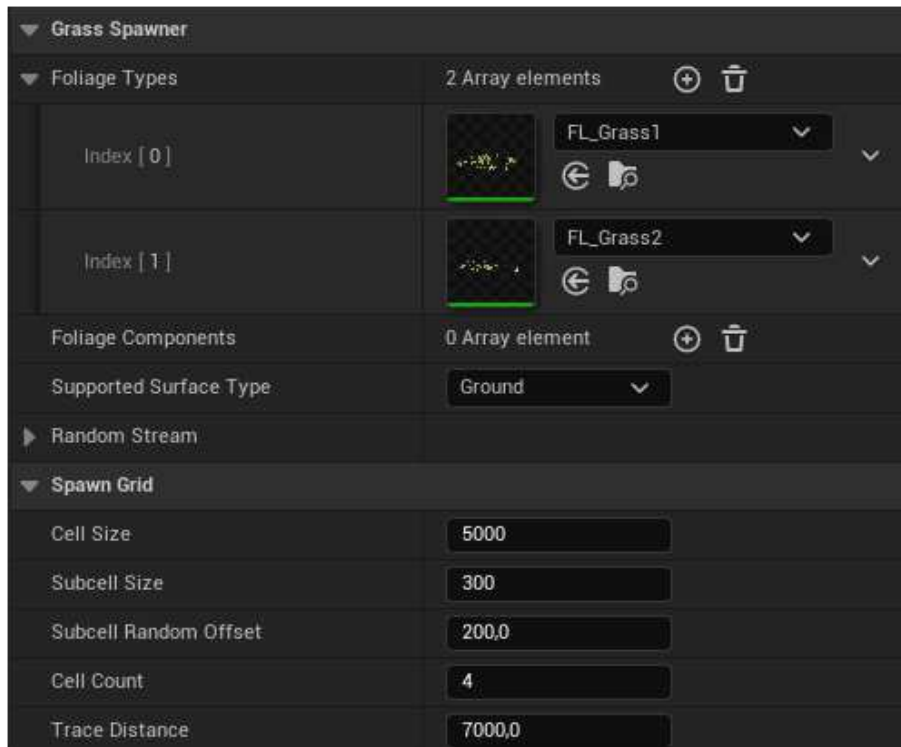 Grass Spawner
Foliage Types 2 Array elements
Index [ 0 ] FL_Grass1
Index [ 1 ] FL_Grass2
Foliage Components 0 Array element
Supported Surface Type Ground
Random Stream
Spawn Grid
Cell Size 5000
Subcell Size 300
Subcell Random Offset 200,0
Cell Count 4
Trace Distance 7000,0